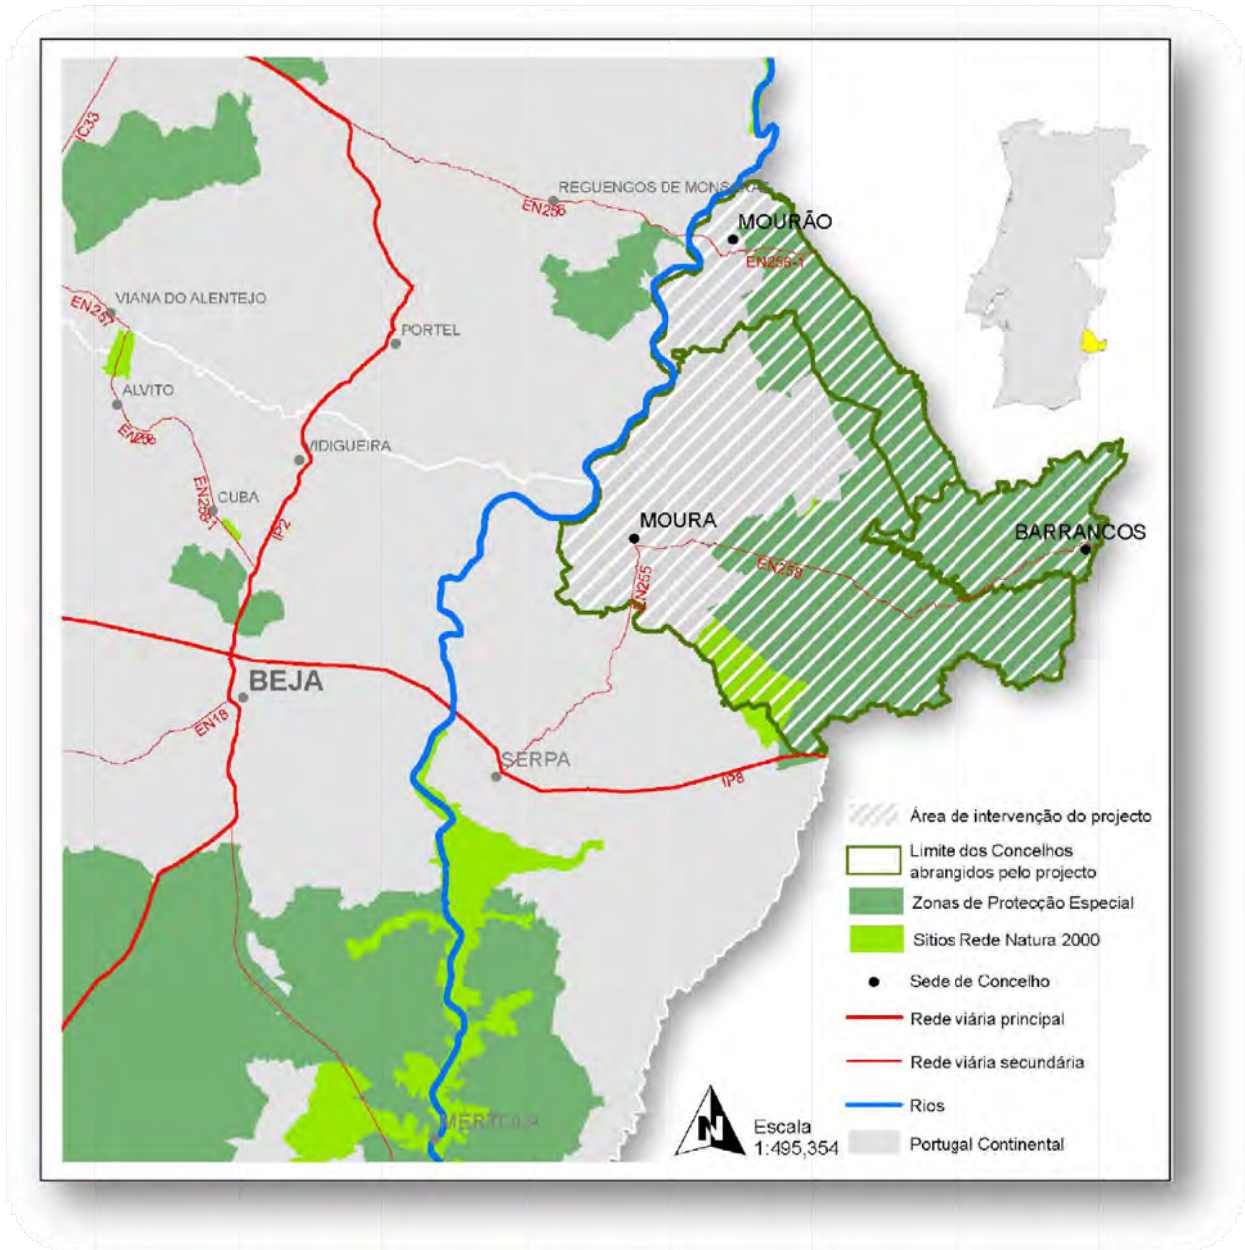 IC33
REGUENGOS DE MONSARAZ
EN256
MOURÃO
EN256-1
VIANA DO ALENTEJO
EN257
PORTEL
ALVITO
EN258
VIDIGUEIRA
CUBA
EN258-1
IP2
MOURA
BARRANCOS
EN258
EN255
BEJA
EN18
SERPA
IP8
MÉRTOLA
Área de intervenção do projecto
Limite dos Concelhos
abrangidos pelo projecto
Zonas de Protecção Especial
Sítios Rede Natura 2000
Sede de Concelho
Rede viária principal
Rede viária secundária
Rios
Portugal Continental
N
Escala
1:495,354